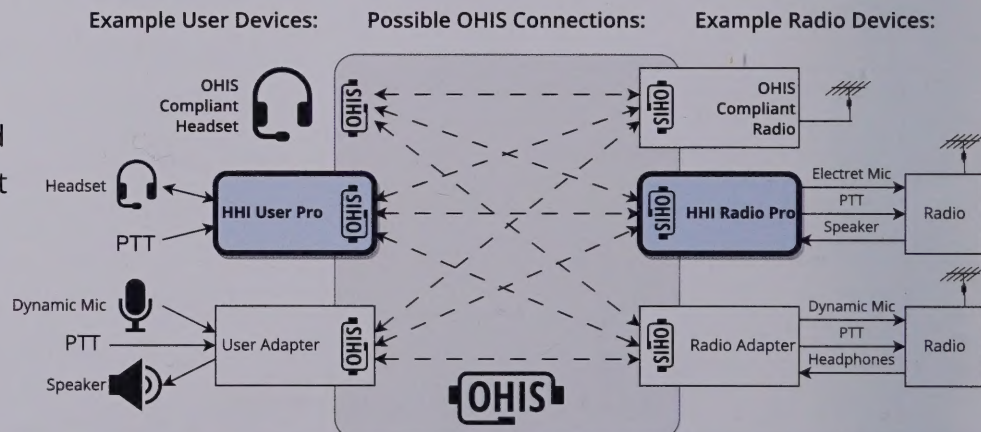 Example User Devices:
Possible OHIS Connections:
Example Radio Devices:
OHIS
Compliant
Headset
OHIS
OHIS
OHIS
Compliant
Radio
Headset
PTT
HHI User Pro
OHIS
OHIS
HHI Radio Pro
Electret Mic
PTT
Speaker
Radio
Dynamic Mic
PTT
Speaker
User Adapter
OHIS
OHIS
Radio Adapter
Dynamic Mic
PTT
Headphones
Radio
OHIS